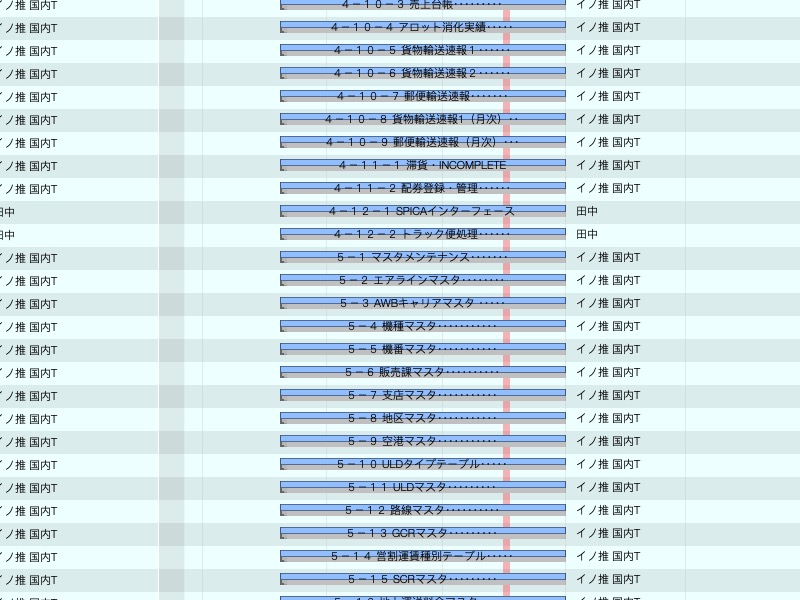 イノ推 国内T ４－１０－３ 売上台帳········· イノ推 国内T
イノ推 国内T ４－１０－４ アロット消化実績····· イノ推 国内T
イノ推 国内T ４－１０－５ 貨物輸送速報１······ イノ推 国内T
イノ推 国内T ４－１０－６ 貨物輸送速報２······ イノ推 国内T
イノ推 国内T ４－１０－７ 郵便輸送速報······· イノ推 国内T
イノ推 国内T ４－１０－８ 貨物輸送速報1（月次）·· イノ推 国内T
イノ推 国内T ４－１０－９ 郵便輸送速報（月次）··· イノ推 国内T
イノ推 国内T ４－１１－１ 滞貨・INCOMPLETE イノ推 国内T
イノ推 国内T ４－１１－２ 配券登録・管理······ イノ推 国内T
田中 ４－１２－１ SPICAインターフェース 田中
田中 ４－１２－２ トラック便処理······ 田中
イノ推 国内T ５－１ マスタメンテナンス······· イノ推 国内T
イノ推 国内T ５－２ エアラインマスタ········ イノ推 国内T
イノ推 国内T ５－３ AWBキャリアマスタ ····· イノ推 国内T
イノ推 国内T ５－４ 機種マスタ··········· イノ推 国内T
イノ推 国内T ５－５ 機番マスタ··········· イノ推 国内T
イノ推 国内T ５－６ 販売課マスタ·········· イノ推 国内T
イノ推 国内T ５－７ 支店マスタ··········· イノ推 国内T
イノ推 国内T ５－８ 地区マスタ··········· イノ推 国内T
イノ推 国内T ５－９ 空港マスタ··········· イノ推 国内T
イノ推 国内T ５－１０ ULDタイプテーブル····· イノ推 国内T
イノ推 国内T ５－１１ ULDマスタ·········· イノ推 国内T
イノ推 国内T ５－１２ 路線マスタ·········· イノ推 国内T
イノ推 国内T ５－１３ GCRマスタ·········· イノ推 国内T
イノ推 国内T ５－１４ 営割運賃種別テーブル····· イノ推 国内T
イノ推 国内T ５－１５ SCRマスタ·········· イノ推 国内T